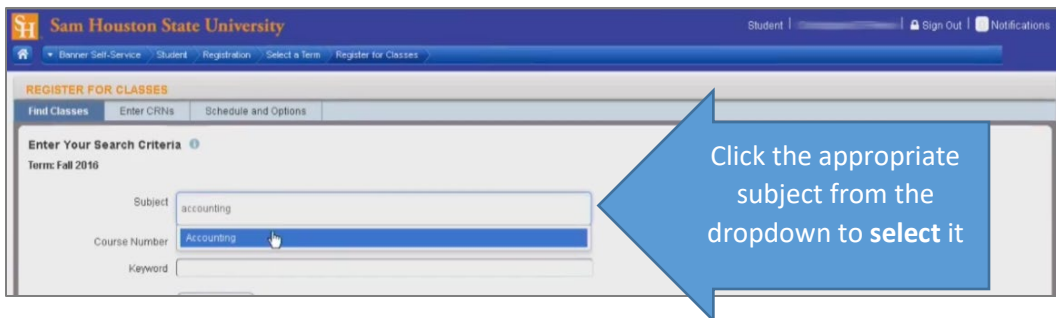 SH Sam Houston State University
Student | | Sign Out | Notifications
Banner Self-Service Student Registration Select a Term Register for Classes
REGISTER FOR CLASSES
Find Classes Enter CRNs Schedule and Options
Enter Your Search Criteria
Term: Fall 2016
Subject accounting
Course Number Accounting
Keyword
Click the appropriate
subject from the
dropdown to select it